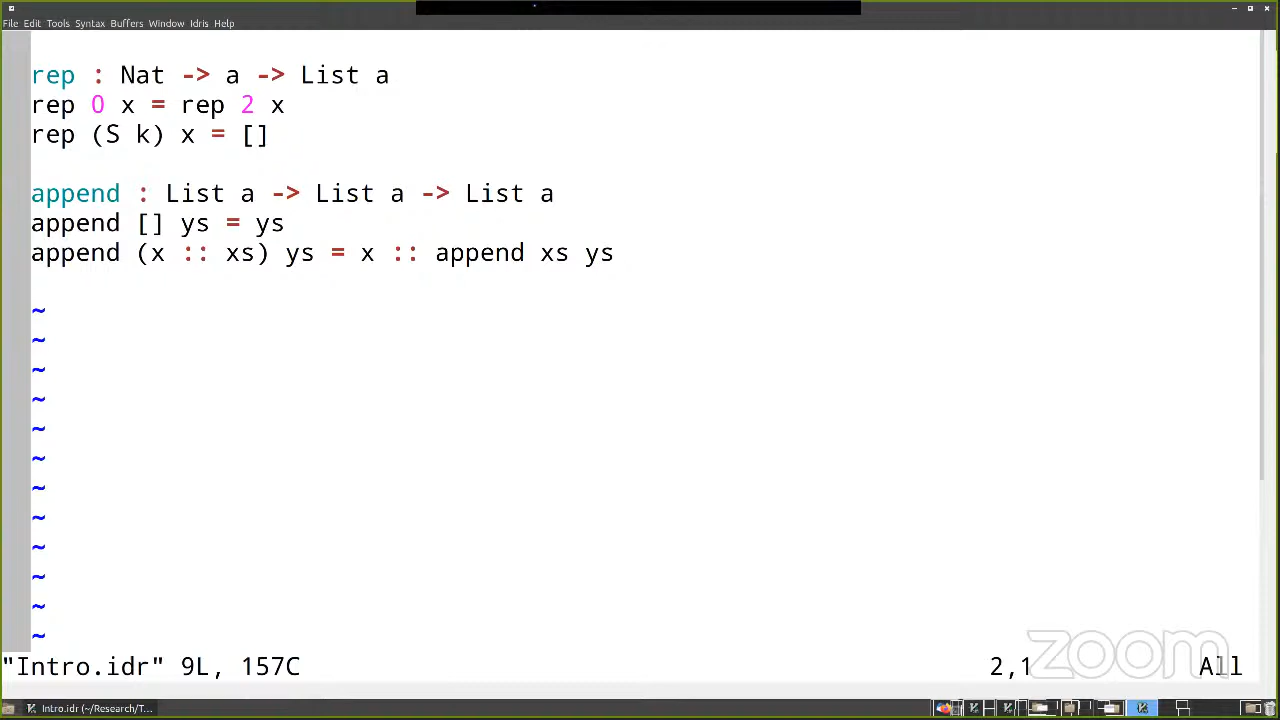 File Edit Tools Syntax Buffers Window Idris Help
rep : Nat -> a -> List a
rep 0 x = rep 2 x
rep (S k) x = []
append : List a -> List a -> List a
append [] ys = ys
append (x :: xs) ys = x :: append xs ys
~
~
~
~
~
~
~
~
~
~
~
~
"Intro.idr" 9L, 157C 2,1 All
zoom
Intro.idr (~/Research/T...